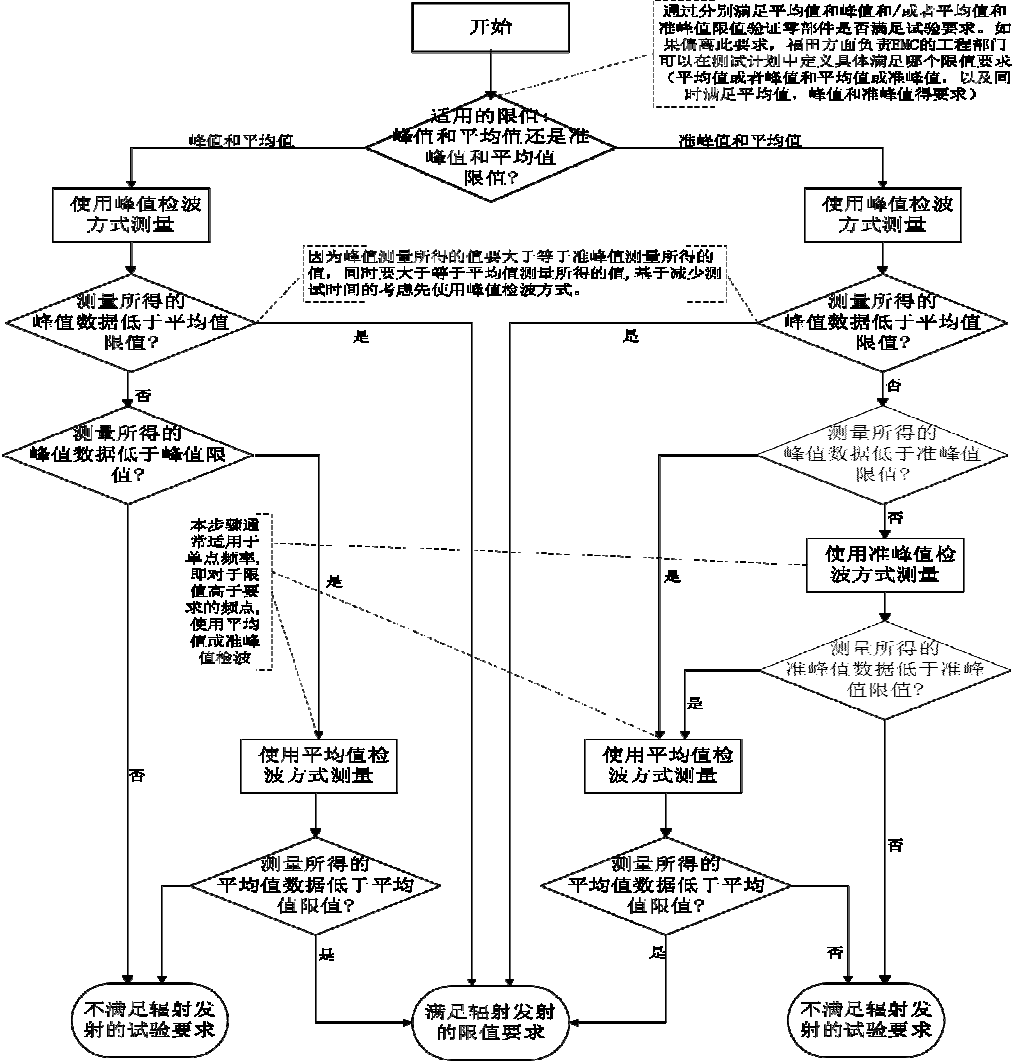 开始
通过分别满足平均值和峰值和/或者平均值和
准峰值限值验证零部件是否满足试验要求。如
果偏离此要求，福田方面负责EMC的工程部门
可以在测试计划中定义具体满足哪个限值要求
（平均值或者峰值和平均值或准峰值，以及同
时满足平均值，峰值和准峰值得要求）
适用的限值：
峰值和平均值还是准
峰值和平均值
限值？
峰值和平均值
准峰值和平均值
使用峰值检波
方式测量
使用峰值检波
方式测量
因为峰值测量所得的值要大于等于准峰值测量所得的
值，同时要大于等于平均值测量所得的值,基于减少测
试时间的考虑先使用峰值检波方式。
测量所得的
峰值数据低于平均值
限值？
是
测量所得的
峰值数据低于平均值
限值？
是
否
否
测量所得的
峰值数据低于峰值限
值？
测量所得的
峰值数据低于准峰值
限值？
否
本步骤通
常适用于
单点频率,
即对于限
值高于要
求的频点,
使用平均
值或准峰
值检波
是
是
使用准峰值检
波方式测量
测量所得的
准峰值数据低于准峰
值限值？
是
否
使用平均值检
波方式测量
使用平均值检
波方式测量
否
测量所得的
平均值数据低于平均
值限值？
测量所得的
平均值数据低于平均
值限值？
是
是
否
不满足辐射发
射的试验要求
满足辐射发射
的限值要求
不满足辐射发
射的试验要求